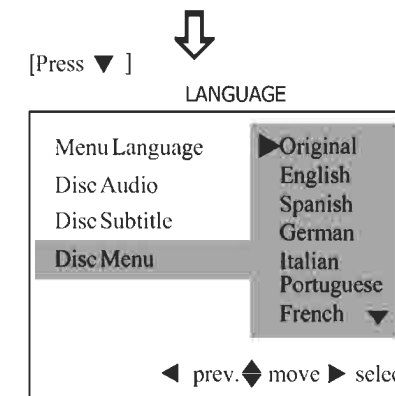 [Press ▼ ]
LANGUAGE
Menu Language
Disc Audio
Disc Subtitle
Disc Menu
▶Original
English
Spanish
German
Italian
Portuguese
French ▼
◀ prev. ◆ move ▶